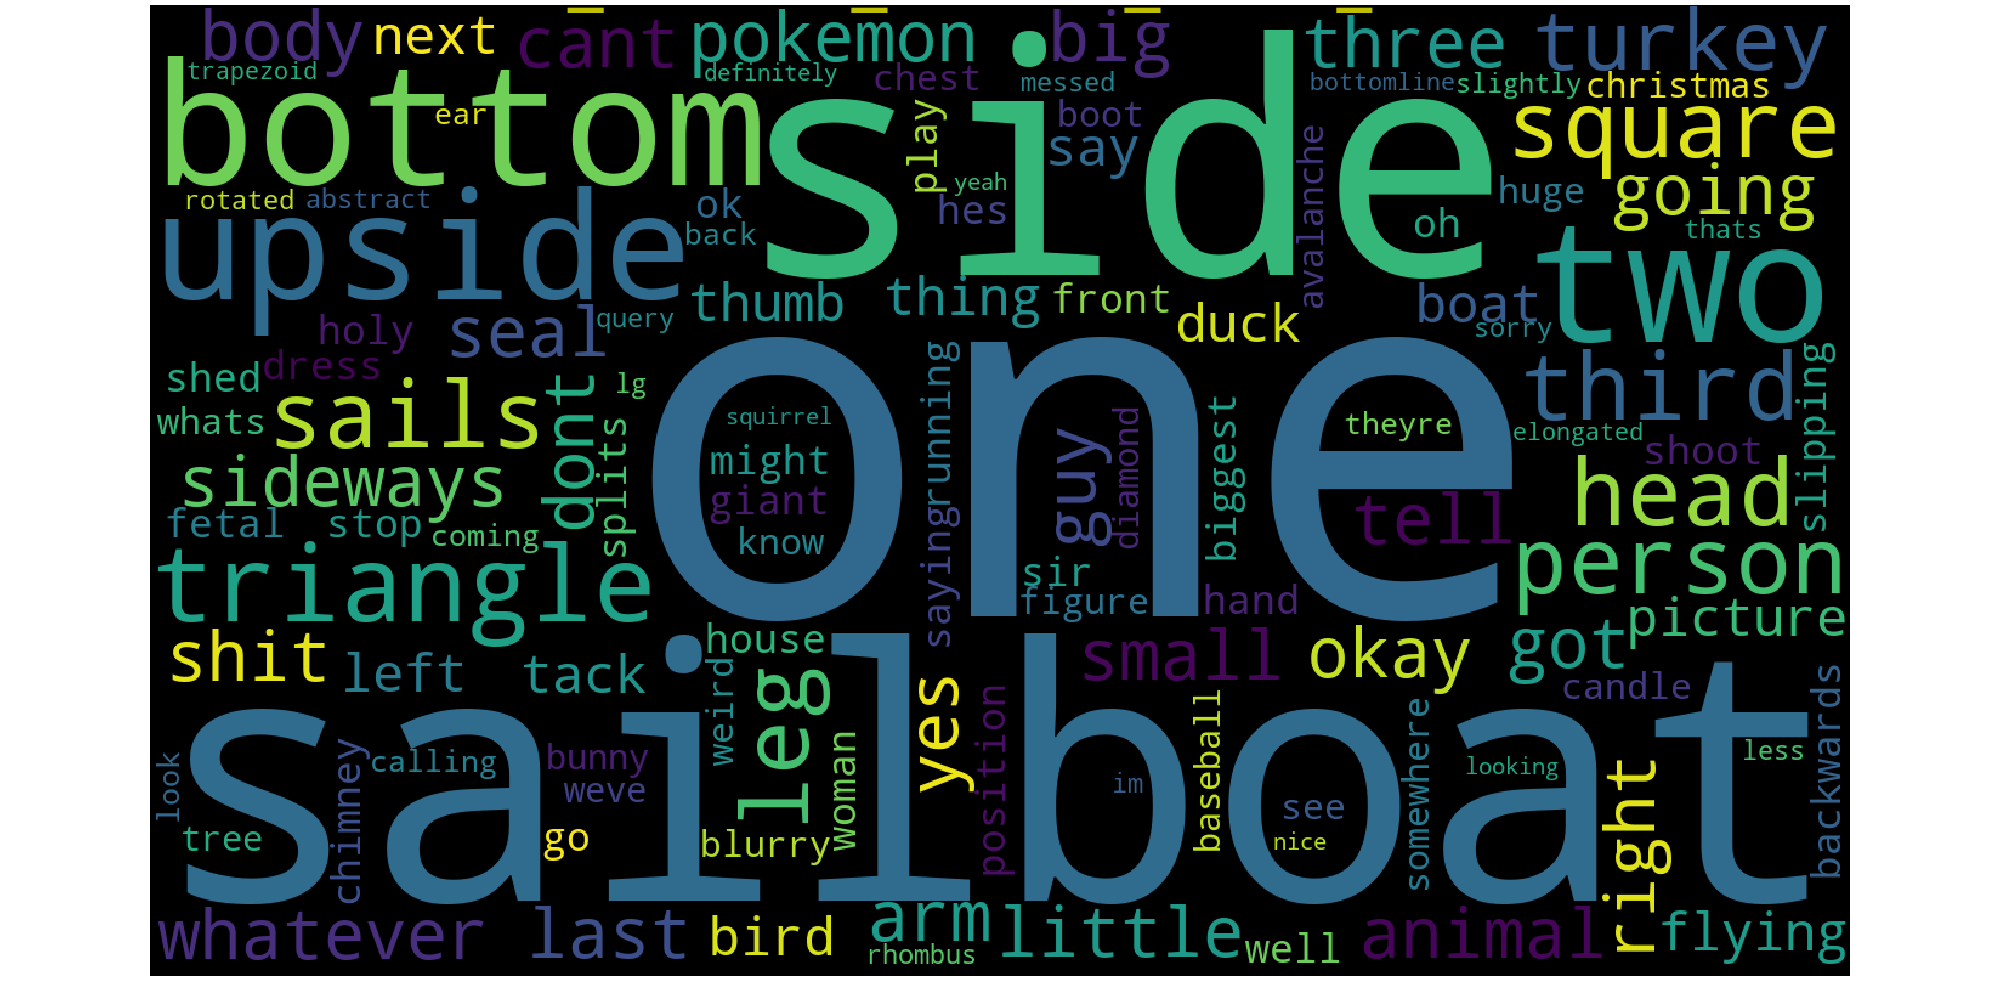 body next cant pokemon big three turkey
trapezoid definitely chest messed bottomline slightly christmas
bottom ear side play boot say square
rotated abstract yeah hes avalanche huge going
upside ok back oh thats two
thumb thing front duck boat sorry
holy seal query
shed dress lg third
whats sails dont splits one squirrel running diamond biggest theyre elongated slipping
sideways might giant know guy tell shoot head
fetal stop coming
triangle saying sir figure hand person
shit left tack house small okay got picture
weird leg yes position candle
sailboat woman baseball somewhere right backwards
look chimney calling bunny weve im see looking less
tree go blurry nice
whatever last bird arm rhombus little well animal flying